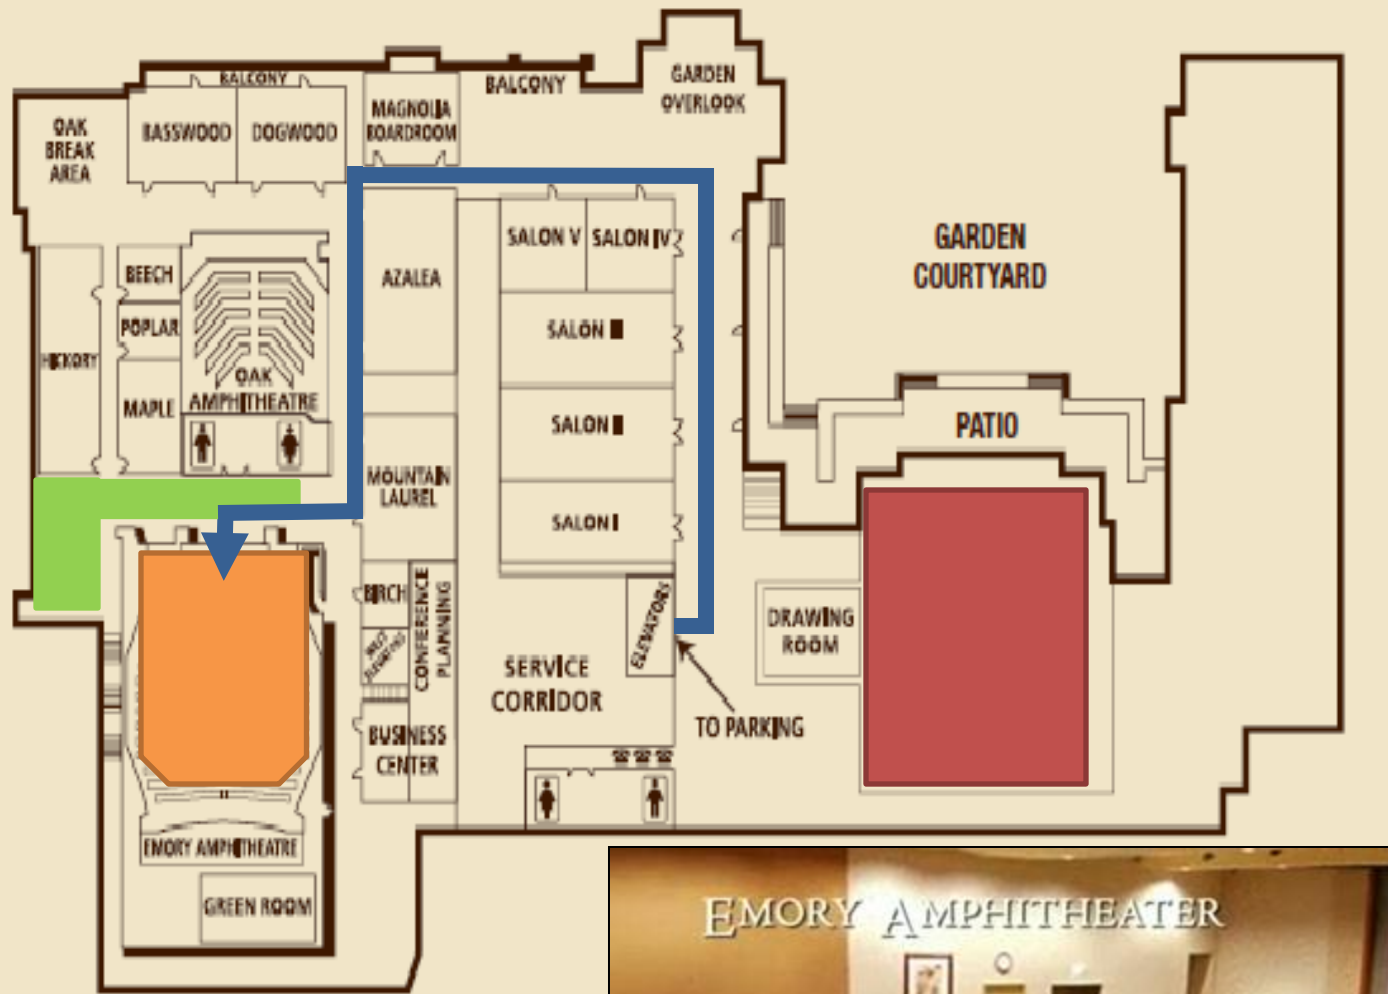 BALCONY
BALCONY
GARDEN
OVERLOOK
OAK
BREAK
AREA
BASSWOOD
DOGWOOD
MAGNOLIA
BOARDROOM
SALON V
SALON IV
GARDEN
COURTYARD
BEECH
AZALEA
POPLAR
SALON III
HICKORY
OAK
AMPHITHEATRE
MAPLE
SALON II
PATIO
MOUNTAIN
LAUREL
SALON I
BIRCH
CONFERENCE
PLANNING
ELEVATORS
DRAWING
ROOM
SERVICE
CORRIDOR
TO PARKING
BUSINESS
CENTER
EMORY AMPHITHEATRE
GREEN ROOM
EMORY AMPHITHEATER